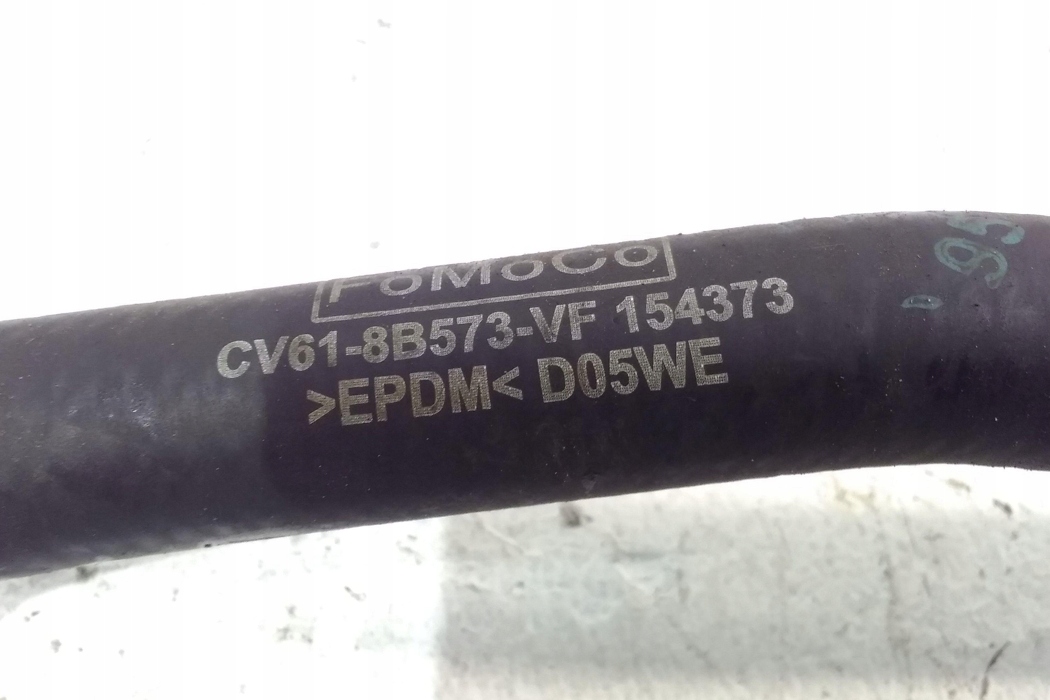 FoMoCo
CV61-8B573-VF 154373
>EPDM< D05WE